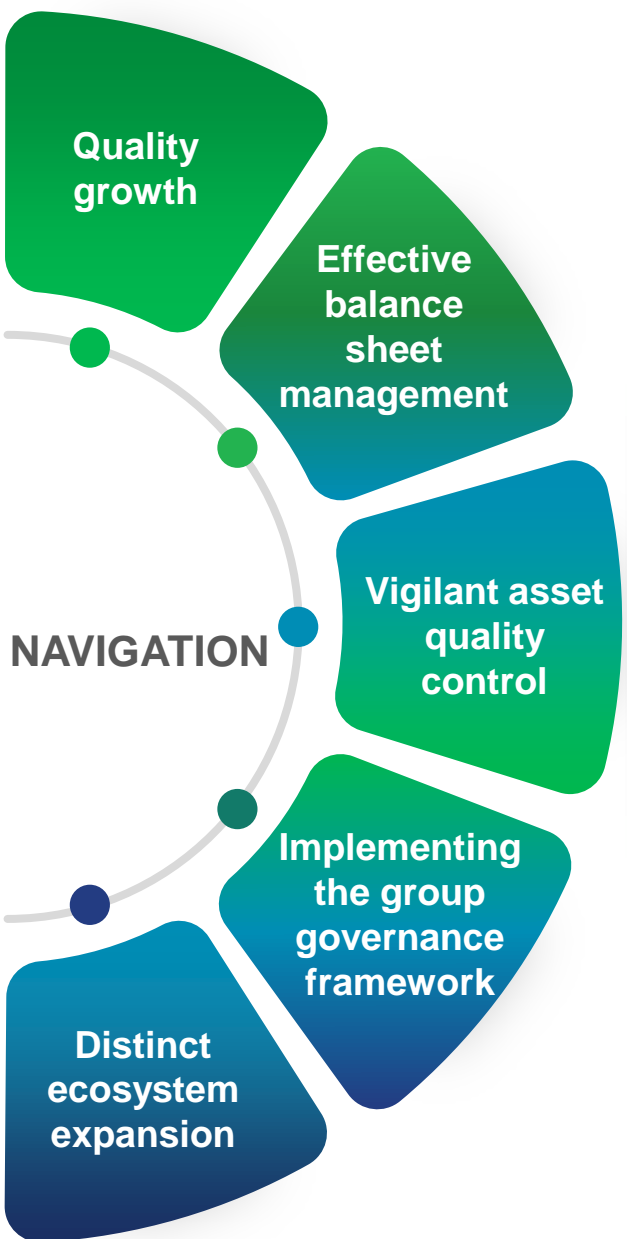 Quality
growth
Effective
balance
sheet
management
Vigilant asset
quality
control
NAVIGATION
Implementing
the group
governance
framework
Distinct
ecosystem
expansion